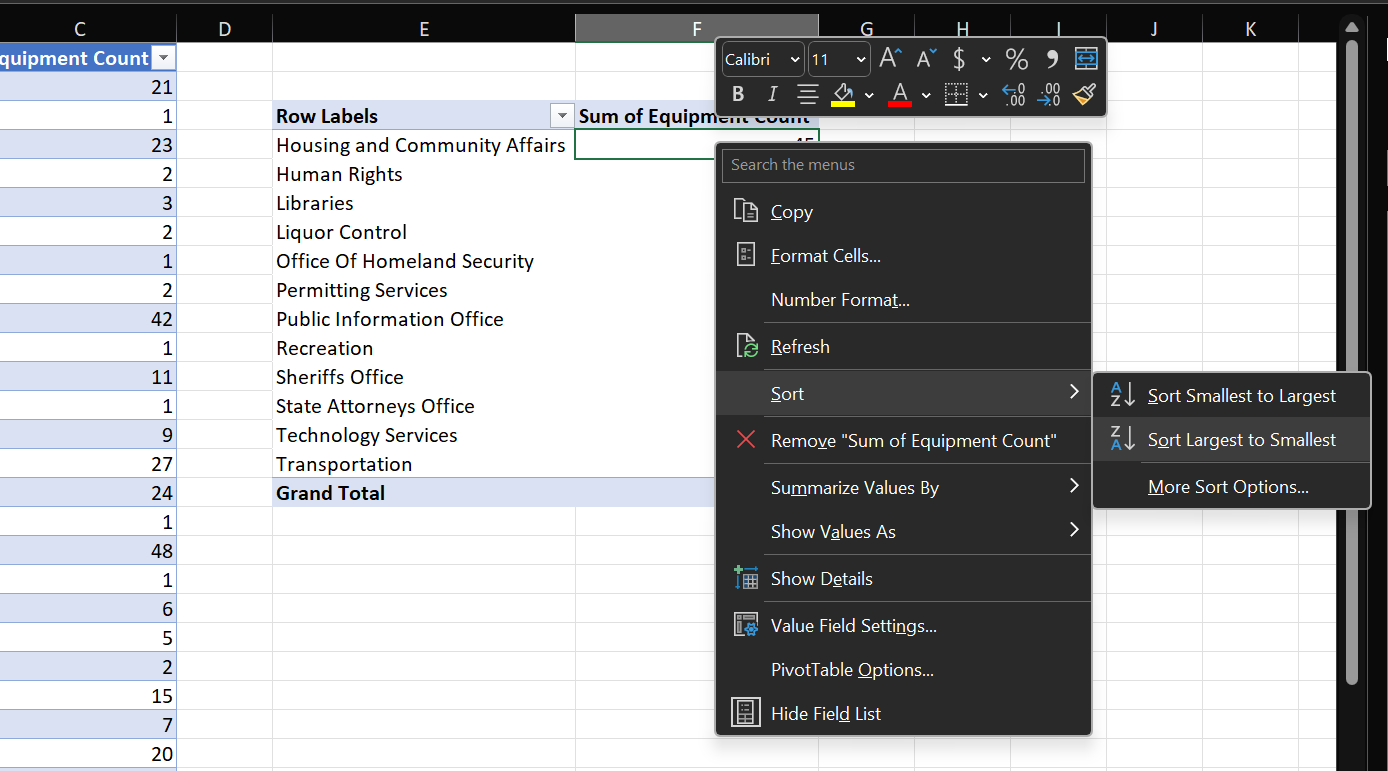 C D E F G H I J K
quipment Count
21
1
23
2
3
2
1
2
42
1
11
1
9
27
24
1
48
1
6
5
2
15
7
20
Row Labels Sum of Equipment Count
Housing and Community Affairs 45
Human Rights
Libraries
Liquor Control
Office Of Homeland Security
Permitting Services
Public Information Office
Recreation
Sheriffs Office
State Attorneys Office
Technology Services
Transportation
Grand Total
Calibri 11 A A $ % ,
B I A .00 .00
Search the menus
Copy
Format Cells...
Number Format...
Refresh
Sort
Remove "Sum of Equipment Count"
Summarize Values By
Show Values As
Show Details
Value Field Settings...
PivotTable Options...
Hide Field List
Sort Smallest to Largest
Sort Largest to Smallest
More Sort Options...